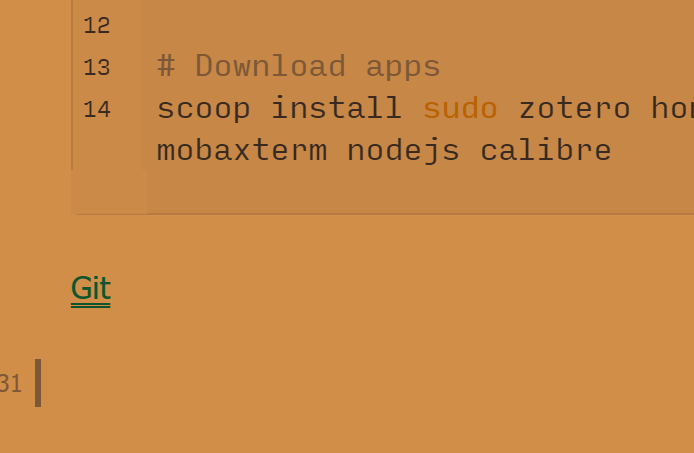 12
13 # Download apps
14 scoop install sudo zotero
mobaxterm nodejs calibre
Git
31